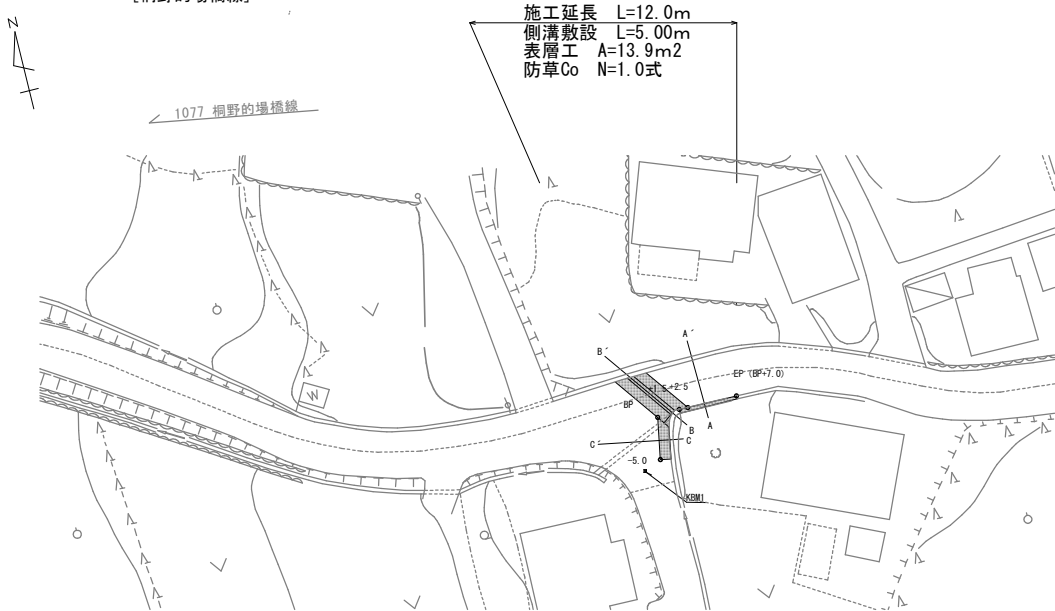 施工延長 L=12.0m
側溝敷設 L=5.00m
表層工 A=13.9m2
防草Co N=1.0式
N
1077 桐野的場橋線
A´
B´
EP (BP+7.0)
+1.5
+2.5
BP
W
B
A
C´
C
-5.0
KBM1